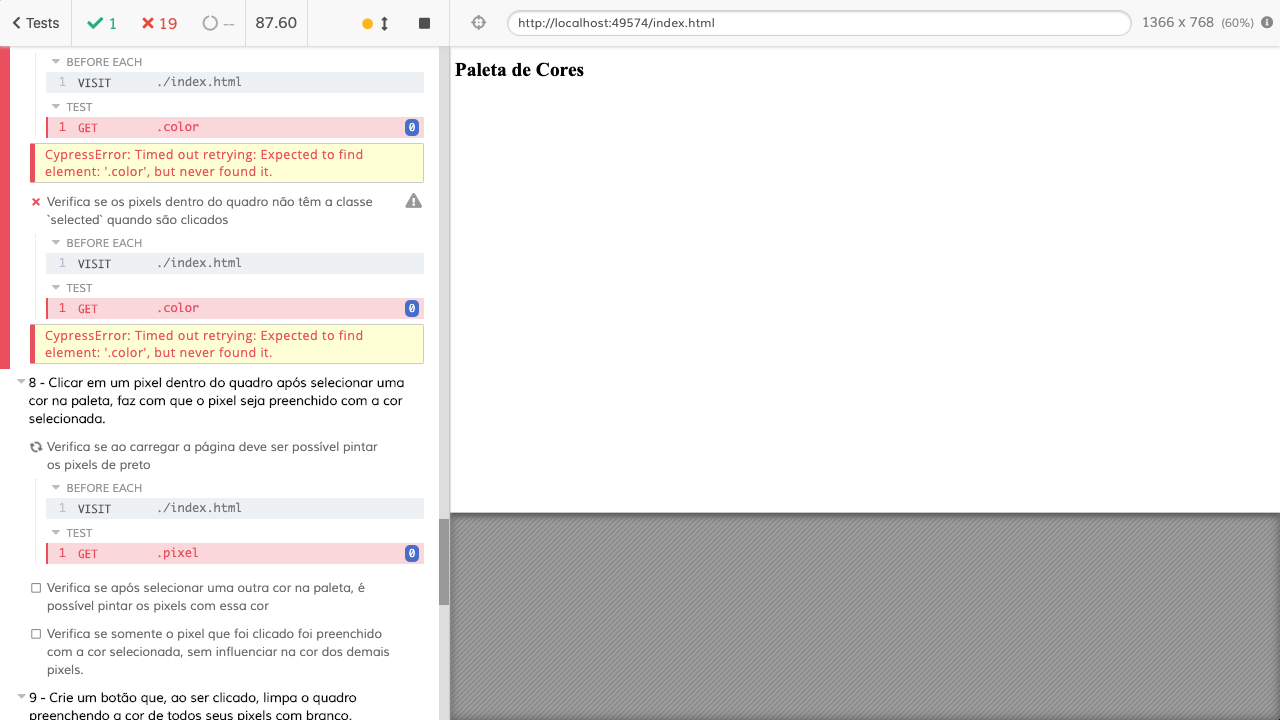 Tests
1
19
--
87.60
http://localhost:49574/index.html
1366 x 768 (60%)
BEFORE EACH
1 VISIT ./index.html
TEST
1 GET .color 0
CypressError: Timed out retrying: Expected to find
element: '.color', but never found it.
Verifica se os pixels dentro do quadro não têm a classe
`selected` quando são clicados
BEFORE EACH
1 VISIT ./index.html
TEST
1 GET .color 0
CypressError: Timed out retrying: Expected to find
element: '.color', but never found it.
8 - Clicar em um pixel dentro do quadro após selecionar uma
cor na paleta, faz com que o pixel seja preenchido com a cor
selecionada.
Verifica se ao carregar a página deve ser possível pintar
os pixels de preto
BEFORE EACH
1 VISIT ./index.html
TEST
1 GET .pixel 0
Verifica se após selecionar uma outra cor na paleta, é
possível pintar os pixels com essa cor
Verifica se somente o pixel que foi clicado foi preenchido
com a cor selecionada, sem influenciar na cor dos demais
pixels.
9 - Crie um botão que, ao ser clicado, limpa o quadro
preenchendo a cor de todos seus pixels com branco.
Paleta de Cores